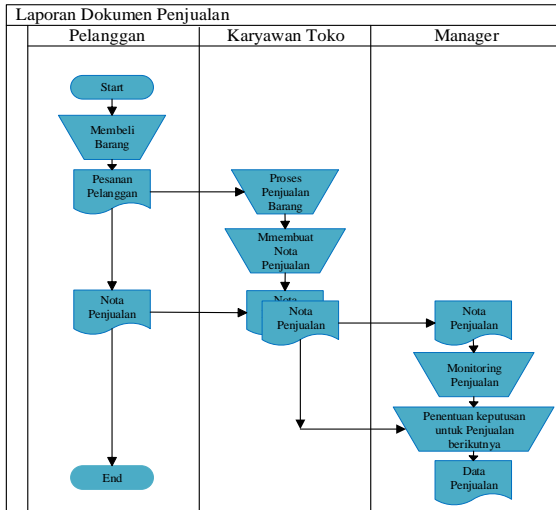 Laporan Dokumen Penjualan
Pelanggan
Karyawan Toko
Manager
Start
Membeli
Barang
Pesanan
Pelanggan
Proses
Penjualan
Barang
Mmembuat
Nota
Penjualan
Nota
Penjualan
Nota
Nota
Penjualan
Nota
Penjualan
Monitoring
Penjualan
Penentuan keputusan
untuk Penjualan
berikutnya
End
Data
Penjualan